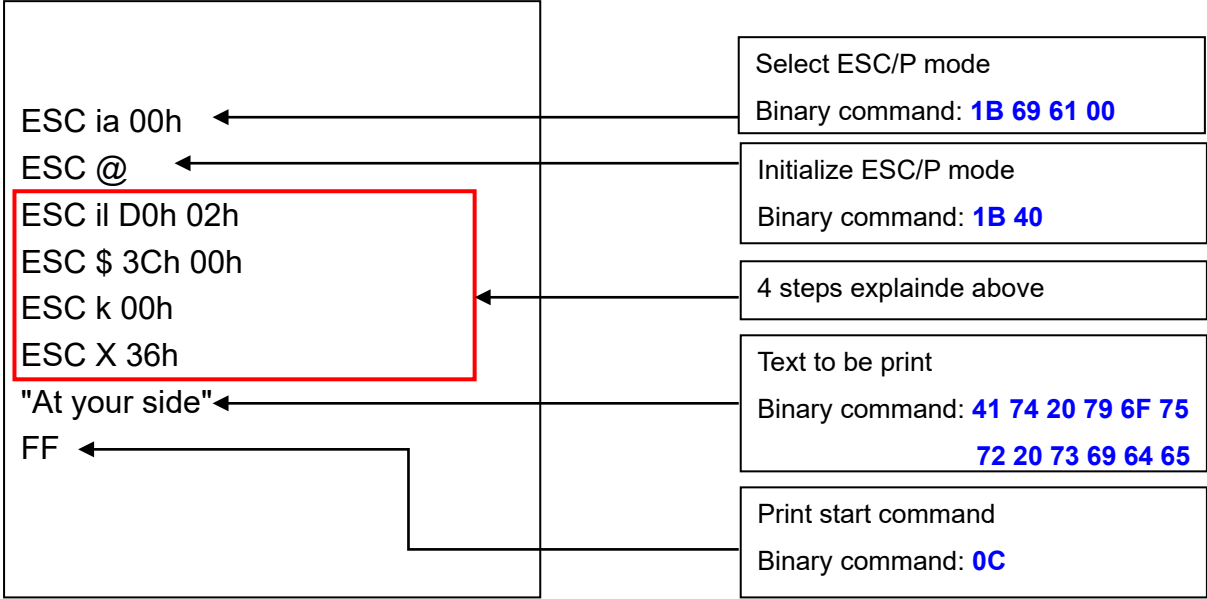 ESC ia 00h
ESC @
ESC il D0h 02h
ESC $ 3Ch 00h
ESC k 00h
ESC X 36h
"At your side"
FF
Select ESC/P mode
Binary command: 1B 69 61 00
Initialize ESC/P mode
Binary command: 1B 40
4 steps explainde above
Text to be print
Binary command: 41 74 20 79 6F 75
72 20 73 69 64 65
Print start command
Binary command: 0C